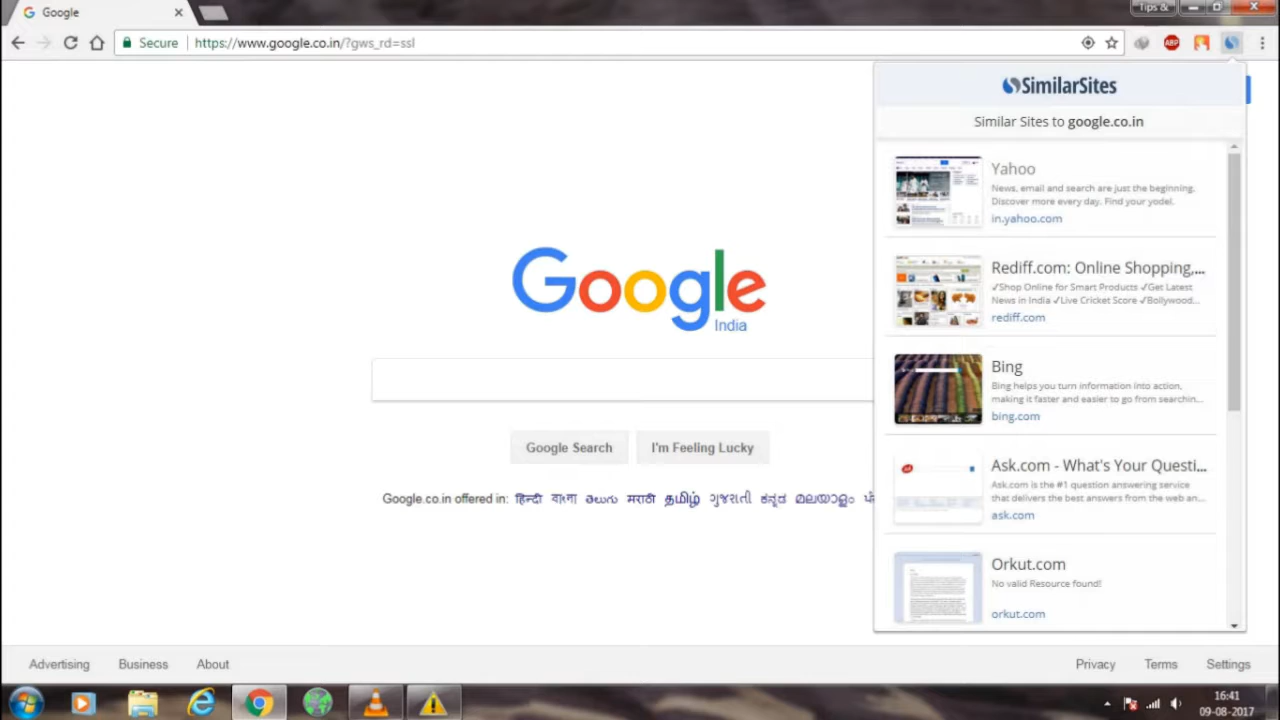 Google
Tips &
Secure
https://www.google.co.in/?gws_rd=ssl
ABP
SimilarSites
Similar Sites to google.co.in
Yahoo
News, email and search are just the beginning.
Discover more every day. Find your yodel.
in.yahoo.com
Rediff.com: Online Shopping,...
✓Shop Online for Smart Products ✓Get Latest
News in India ✓Live Cricket Score ✓Bollywood...
rediff.com
Bing
Bing helps you turn information into action,
making it faster and easier to go from searchin...
bing.com
Ask.com - What's Your Questi...
Ask.com is the #1 question answering service
that delivers the best answers from the web an...
ask.com
Orkut.com
No valid Resource found!
orkut.com
Google
India
Google Search
I'm Feeling Lucky
Google.co.in offered in: हिन्दी বাংলা తెలుగు मराठी தமிழ் ગુજરાતી ಕನ್ನಡ മലയാളം
Advertising
Business
About
Privacy
Terms
Settings
16:41
09-08-2017